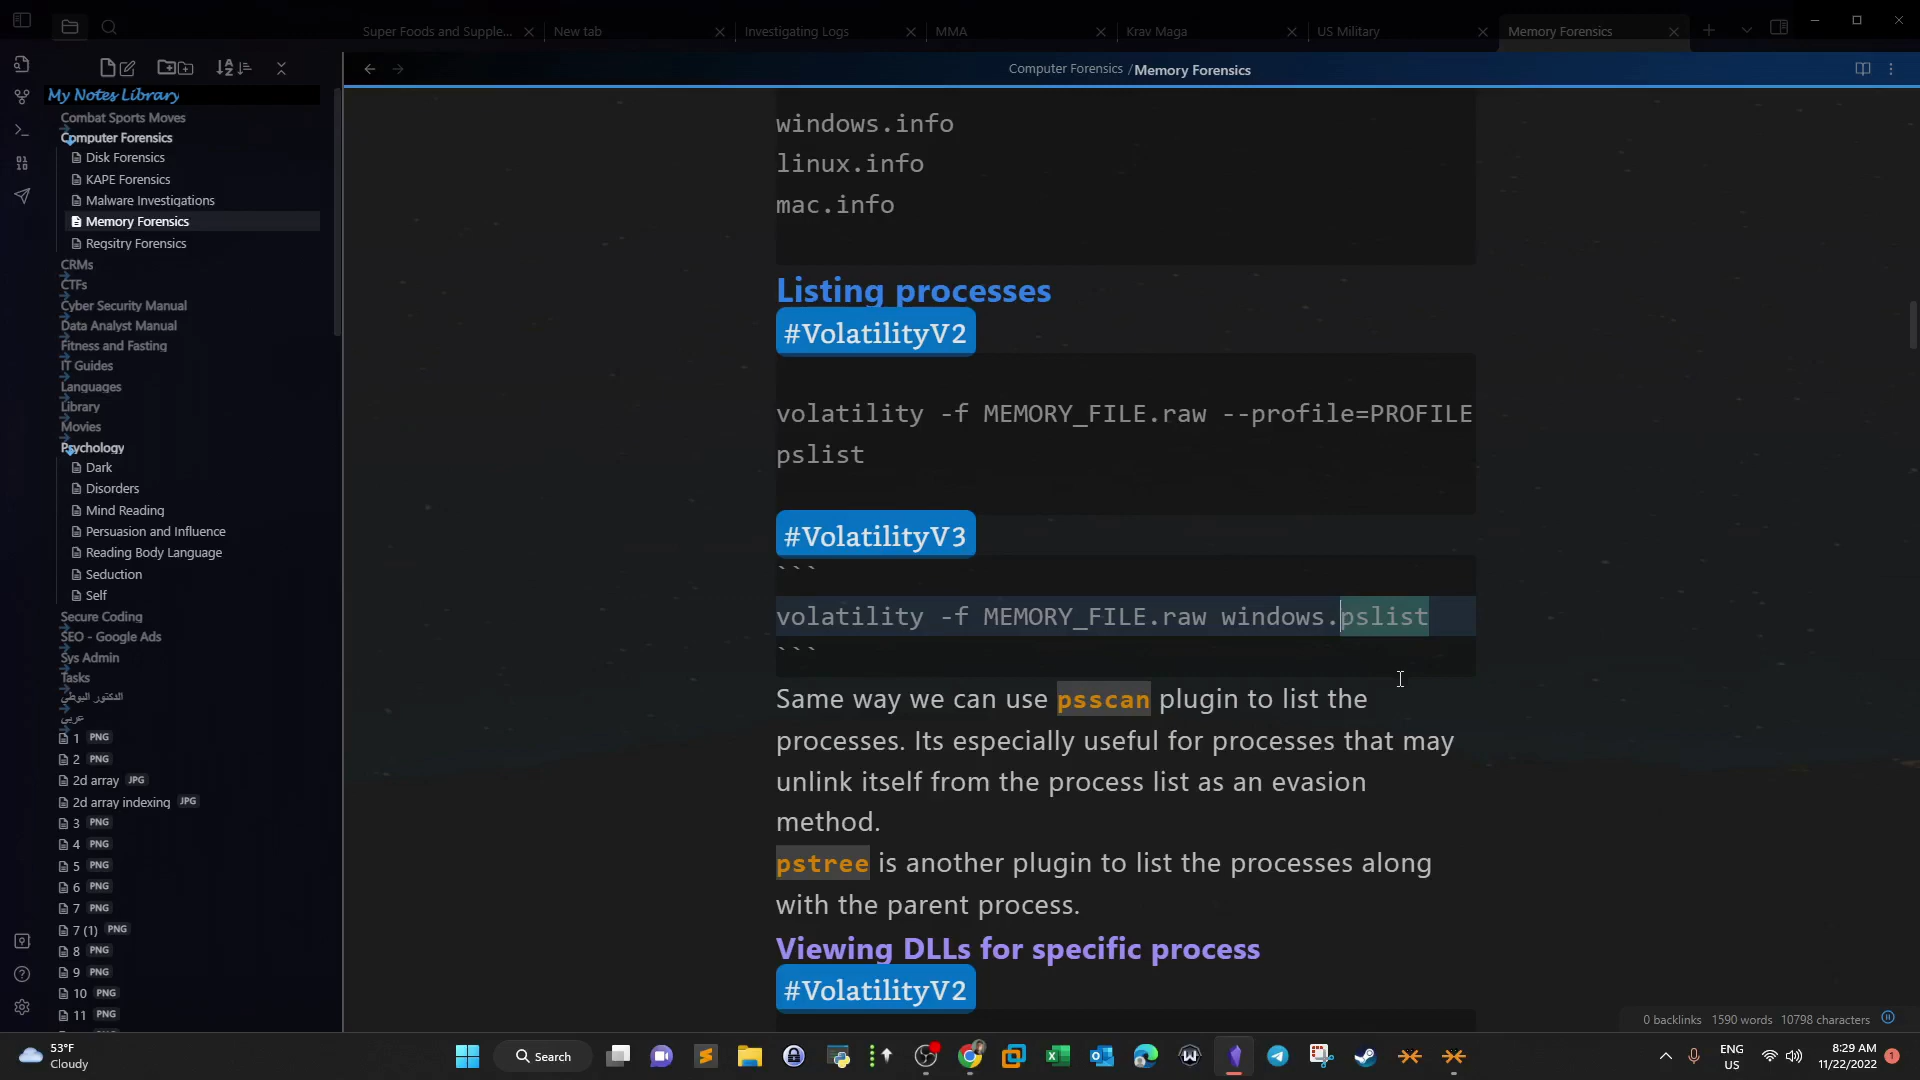 Super Foods and Supple...
New tab
Investigating Logs
MMA
Krav Maga
US Military
Memory Forensics
Computer Forensics / Memory Forensics
My Notes Library
Combat Sports Moves
Computer Forensics
Disk Forensics
KAPE Forensics
Malware Investigations
Memory Forensics
Reqsitry Forensics
CRMs
CTFs
Cyber Security Manual
Data Analyst Manual
Fitness and Fasting
IT Guides
Languages
Library
Movies
Psychology
Dark
Disorders
Mind Reading
Persuasion and Influence
Reading Body Language
Seduction
Self
Secure Coding
SEO - Google Ads
Sys Admin
Tasks
الدكتور البوطي
عربي
1 PNG
2 PNG
2d array JPG
2d array indexing JPG
3 PNG
4 PNG
5 PNG
6 PNG
7 PNG
7 (1) PNG
8 PNG
9 PNG
10 PNG
11 PNG
windows.info
linux.info
mac.info
Listing processes
#VolatilityV2
volatility -f MEMORY_FILE.raw --profile=PROFILE
pslist
#VolatilityV3
```
volatility -f MEMORY_FILE.raw windows.pslist
```
Same way we can use psscan plugin to list the
processes. Its especially useful for processes that may
unlink itself from the process list as an evasion
method.
pstree is another plugin to list the processes along
with the parent process.
Viewing DLLs for specific process
#VolatilityV2
0 backlinks 1590 words 10798 characters
53°F
Cloudy
Search
ENG
US
8:29 AM
11/22/2022
1